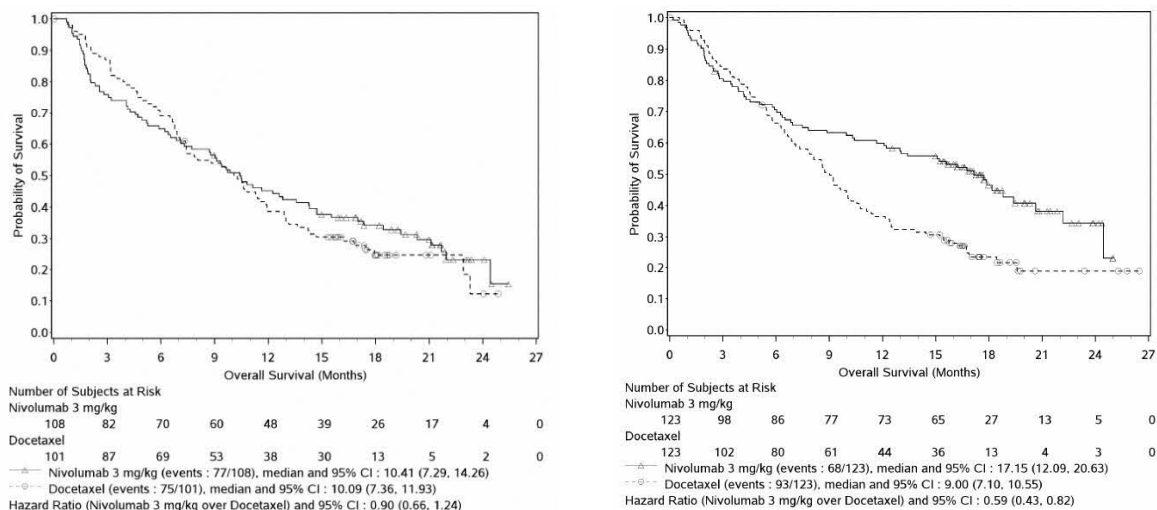 1.0
0.9
0.8
0.7
0.6
0.5
0.4
0.3
0.2
0.1
0.0
Probability of Survival
0 3 6 9 12 15 18 21 24 27
Overall Survival (Months)
Number of Subjects at Risk
Nivolumab 3 mg/kg
108 82 70 60 48 39 26 17 4 0
Docetaxel
101 87 69 53 38 30 13 5 2 0
Nivolumab 3 mg/kg (events : 77/108), median and 95% CI : 10.41 (7.29, 14.26)
Docetaxel (events : 75/101), median and 95% CI : 10.09 (7.36, 11.93)
Hazard Ratio (Nivolumab 3 mg/kg over Docetaxel) and 95% CI : 0.90 (0.66, 1.24)
1.0
0.9
0.8
0.7
0.6
0.5
0.4
0.3
0.2
0.1
0.0
Probability of Survival
0 3 6 9 12 15 18 21 24 27
Overall Survival (Months)
Number of Subjects at Risk
Nivolumab 3 mg/kg
123 98 86 77 73 65 27 13 5 0
Docetaxel
123 102 80 61 44 36 13 4 3 0
Nivolumab 3 mg/kg (events : 68/123), median and 95% CI : 17.15 (12.09, 20.63)
Docetaxel (events : 93/123), median and 95% CI : 9.00 (7.10, 10.55)
Hazard Ratio (Nivolumab 3 mg/kg over Docetaxel) and 95% CI : 0.59 (0.43, 0.82)